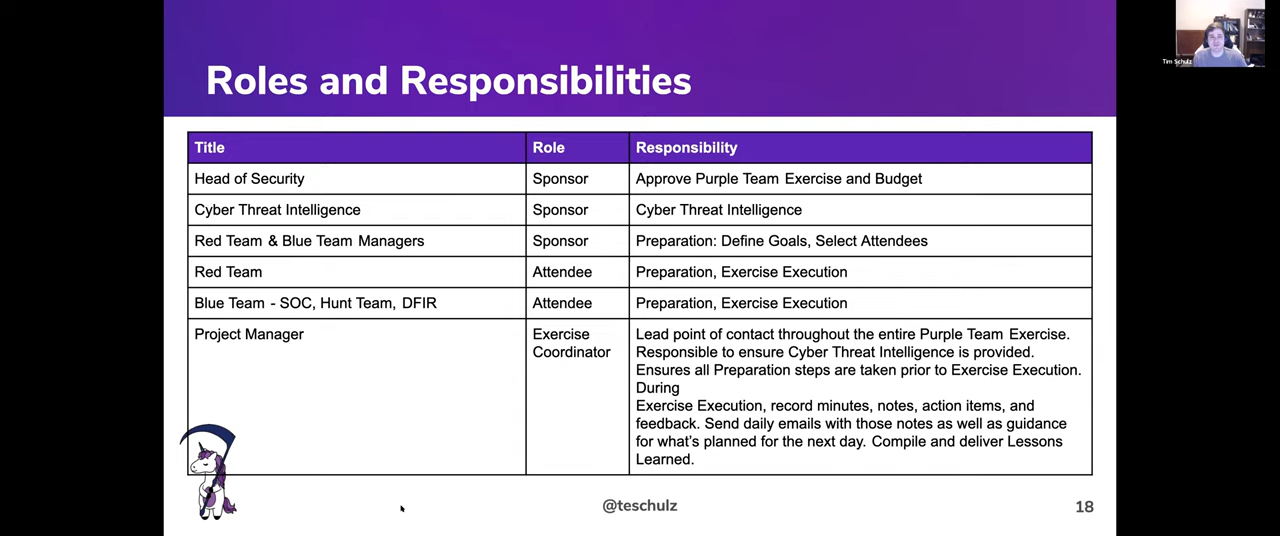 Roles and Responsibilities
Tim Schulz
Title Role Responsibility
Head of Security Sponsor Approve Purple Team Exercise and Budget
Cyber Threat Intelligence Sponsor Cyber Threat Intelligence
Red Team & Blue Team Managers Sponsor Preparation: Define Goals, Select Attendees
Red Team Attendee Preparation, Exercise Execution
Blue Team - SOC, Hunt Team, DFIR Attendee Preparation, Exercise Execution
Project Manager Exercise Lead point of contact throughout the entire Purple Team Exercise.
Coordinator Responsible to ensure Cyber Threat Intelligence is provided.
Ensures all Preparation steps are taken prior to Exercise Execution.
During
Exercise Execution, record minutes, notes, action items, and
feedback. Send daily emails with those notes as well as guidance
for what's planned for the next day. Compile and deliver Lessons
Learned.
@teschulz
18